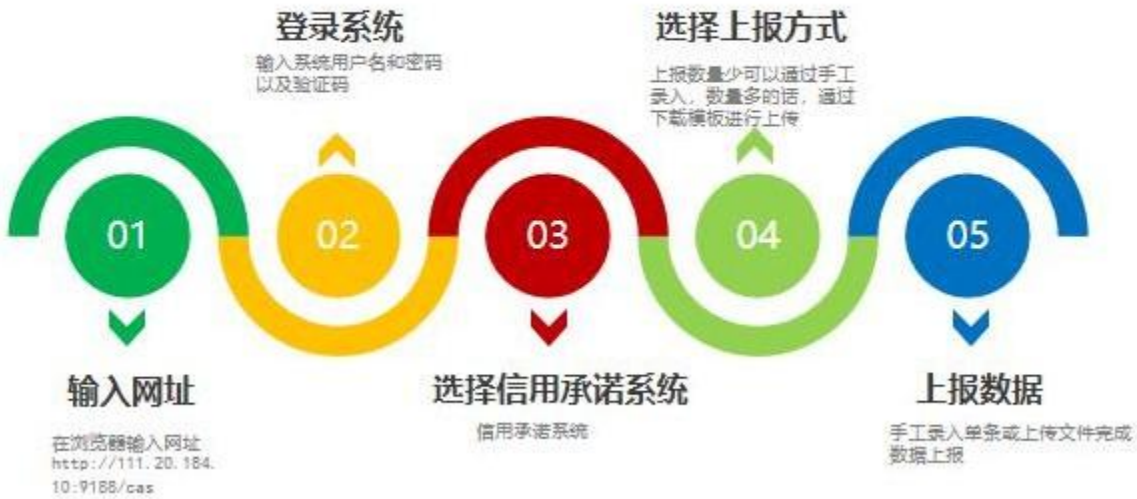 01
输入网址
在浏览器输入网址
http://111.20.184.
10:9188/cas
登录系统
输入系统用户名和密码
以及验证码
02
03
选择信用承诺系统
信用承诺系统
选择上报方式
上报数量少可以通过手工
录入，数量多的话，通过
下载模板进行上传
04
05
上报数据
手工录入单条或上传文件完成
数据上报